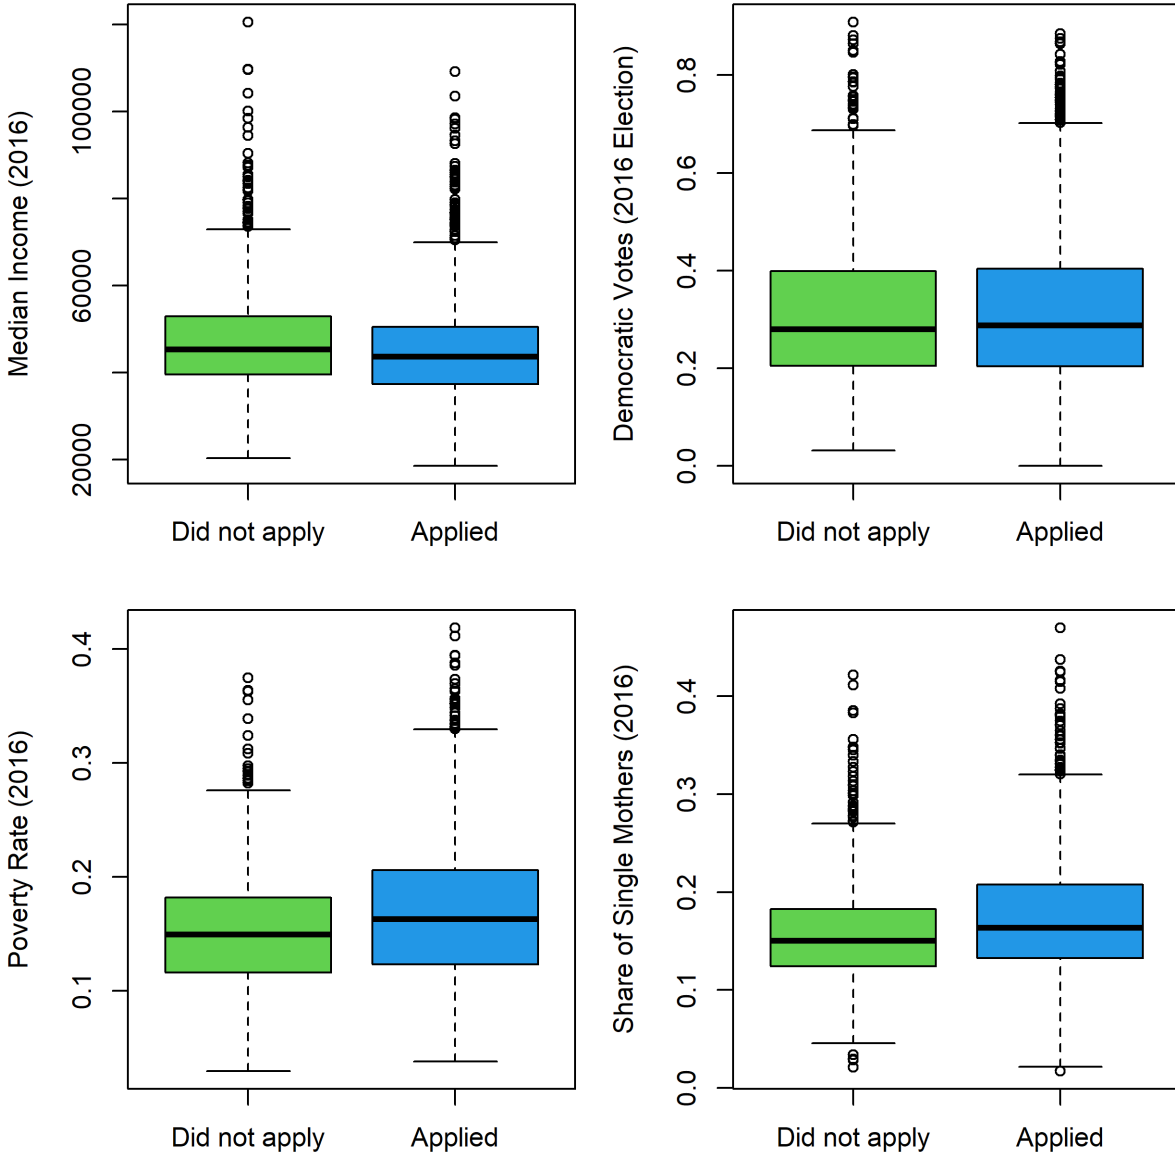 Median Income (2016)
100000
60000
20000
Did not apply
Applied
Democratic Votes (2016 Election)
0.8
0.6
0.4
0.2
0.0
Did not apply
Applied
Poverty Rate (2016)
0.4
0.3
0.2
0.1
Did not apply
Applied
Share of Single Mothers (2016)
0.4
0.3
0.2
0.1
0.0
Did not apply
Applied